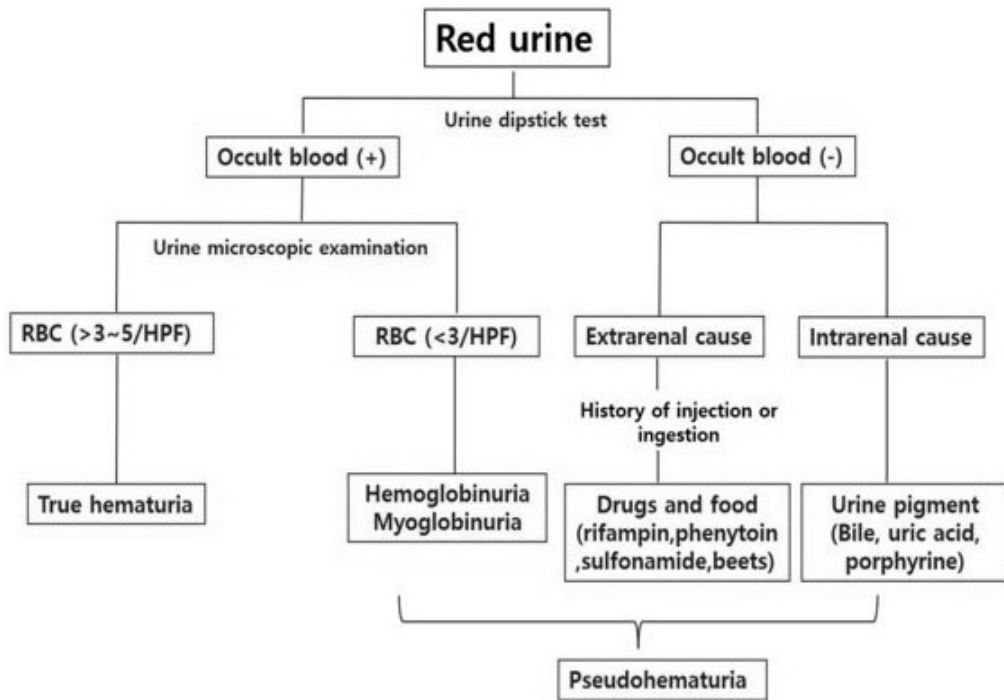 Red urine
Urine dipstick test
Occult blood (+)
Occult blood (-)
Urine microscopic examination
RBC (>3~5/HPF)
RBC (<3/HPF)
Extrarenal cause
Intrarenal cause
History of injection or
ingestion
True hematuria
Hemoglobinuria
Myoglobinuria
Drugs and food
(rifampin,phenytoin
,sulfonamide,beets)
Urine pigment
(Bile, uric acid,
porphyrine)
Pseudohematuria